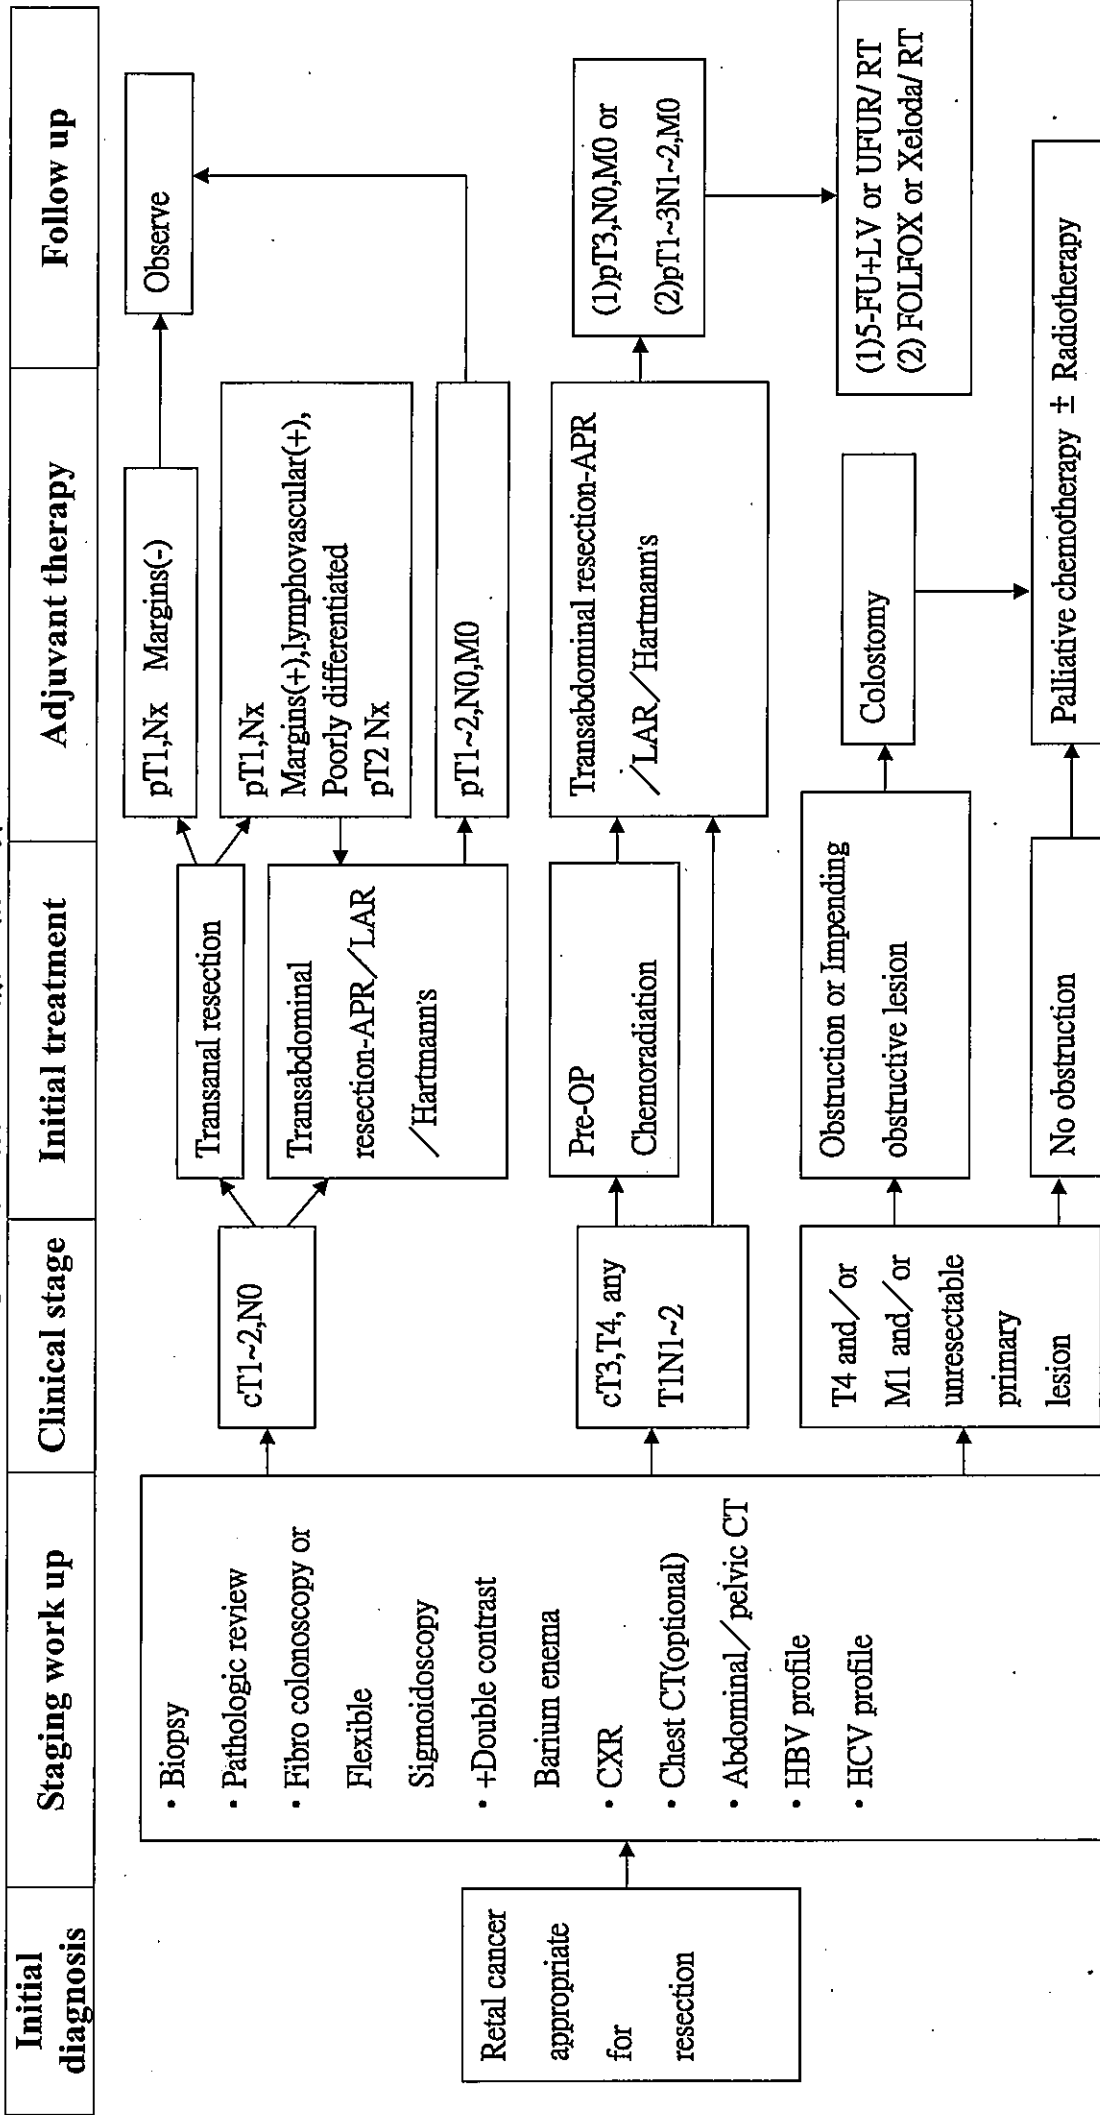 Initial
diagnosis
Staging work up
Clinical stage
Initial treatment
Adjuvant therapy
Follow up
Retal cancer
appropriate
for
resection
• Biopsy
• Pathologic review
• Fibro colonoscopy or
Flexible
Sigmoidoscopy
• +Double contrast
Barium enema
• CXR
• Chest CT(optional)
• Abdominal/pelvic CT
• HBV profile
• HCV profile
cT1~2,N0
cT3,T4, any
T1N1~2
T4 and/or
M1 and/or
unresectable
primary
lesion
Transanal resection
Transabdominal
resection-APR/LAR
/Hartmann's
Pre-OP
Chemoradiation
Obstruction or Impending
obstructive lesion
No obstruction
pT1,Nx Margins(-)
pT1,Nx
Margins(+),lymphovascular(+),
Poorly differentiated
pT2 Nx
pT1~2,N0,M0
Transabdominal resection-APR
/LAR/Hartmann's
Colostomy
Observe
(1)pT3,N0,M0 or
(2)pT1~3N1~2,M0
(1)5-FU+LV or UFUR/ RT
(2) FOLFOX or Xeloda/ RT
Palliative chemotherapy ± Radiotherapy